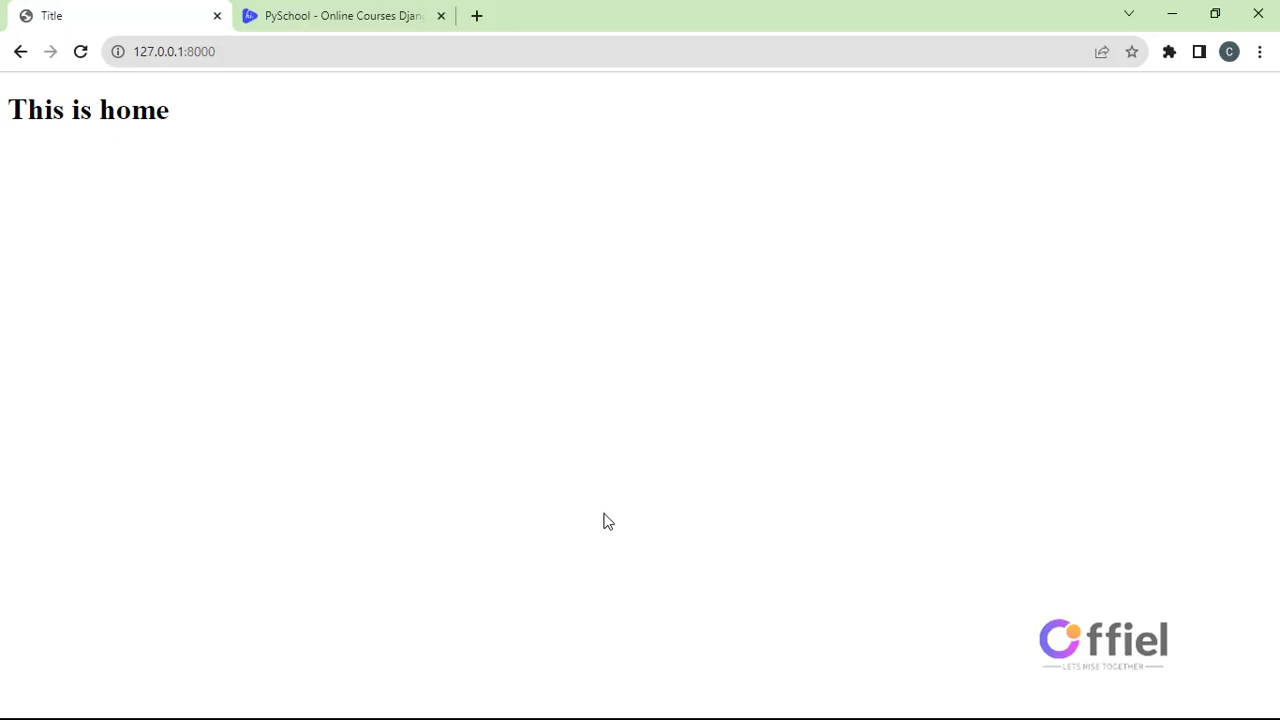 Title
PySchool - Online Courses Djan
127.0.0.1:8000
C
This is home
ffiel
LETS RISE TOGETHER